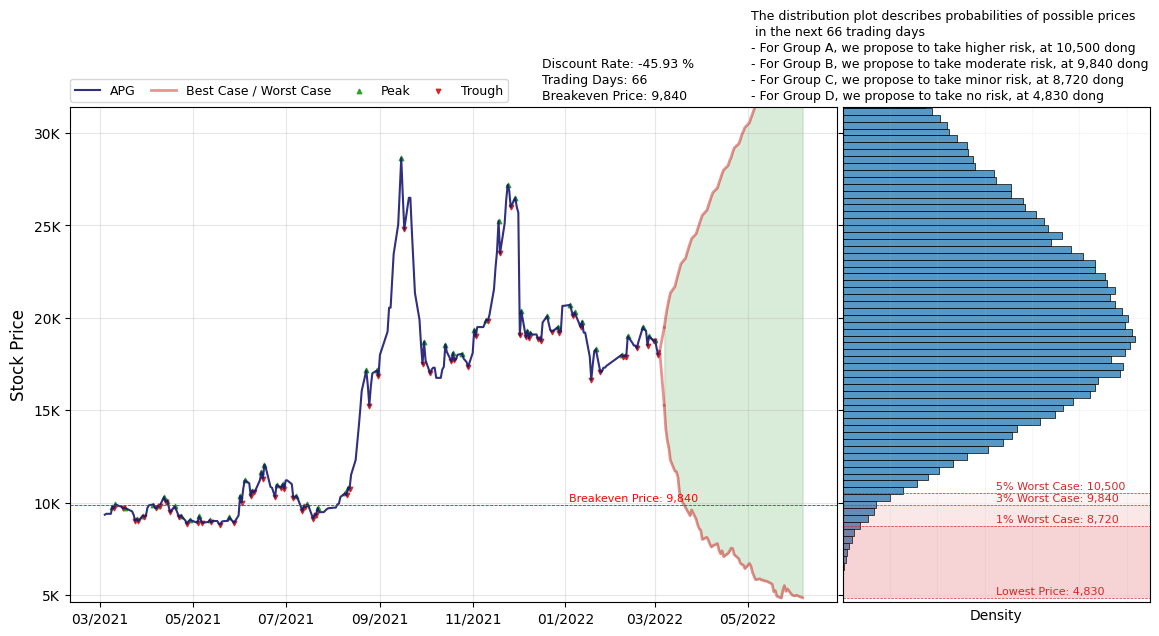 The distribution plot describes probabilities of possible prices
in the next 66 trading days
- For Group A, we propose to take higher risk, at 10,500 dong
- For Group B, we propose to take moderate risk, at 9,840 dong
- For Group C, we propose to take minor risk, at 8,720 dong
- For Group D, we propose to take no risk, at 4,830 dong
Discount Rate: -45.93 %
Trading Days: 66
Breakeven Price: 9,840
APG
Best Case / Worst Case
Peak
Trough
Stock Price
30K
25K
20K
15K
10K
5K
Breakeven Price: 9,840
03/2021
05/2021
07/2021
09/2021
11/2021
01/2022
03/2022
05/2022
5% Worst Case: 10,500
3% Worst Case: 9,840
1% Worst Case: 8,720
Lowest Price: 4,830
Density